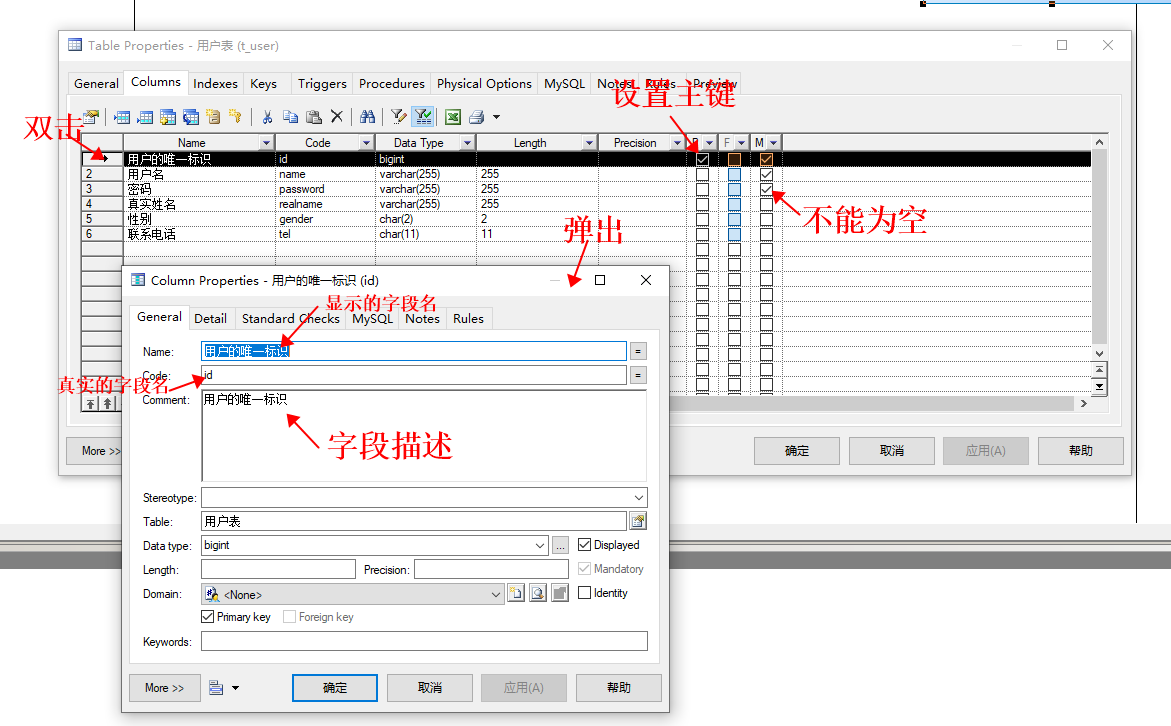 Table Properties - 用户表 (t_user)
General Columns Indexes Keys Triggers Procedures Physical Options MySQL Notes Rules Preview
设置主键
双击
Name Code Data Type Length Precision P F M
用户的唯一标识 id bigint
2 用户名 name varchar(255) 255
3 密码 password varchar(255) 255
4 真实姓名 realname varchar(255) 255
5 性别 gender char(2) 2
6 联系电话 tel char(11) 11
不能为空
弹出
Column Properties - 用户的唯一标识 (id)
显示的字段名
General Detail Standard Checks MySQL Notes Rules
Name: 用户的唯一标识 =
Code: id =
真实的字段名
Comment: 用户的唯一标识
字段描述
More >> 确定 取消 应用(A) 帮助
Stereotype:
Table: 用户表
Data type: bigint ... Displayed
Length: Precision: Mandatory
Domain: <None> Identity
Primary key Foreign key
Keywords:
More >> 确定 取消 应用(A) 帮助